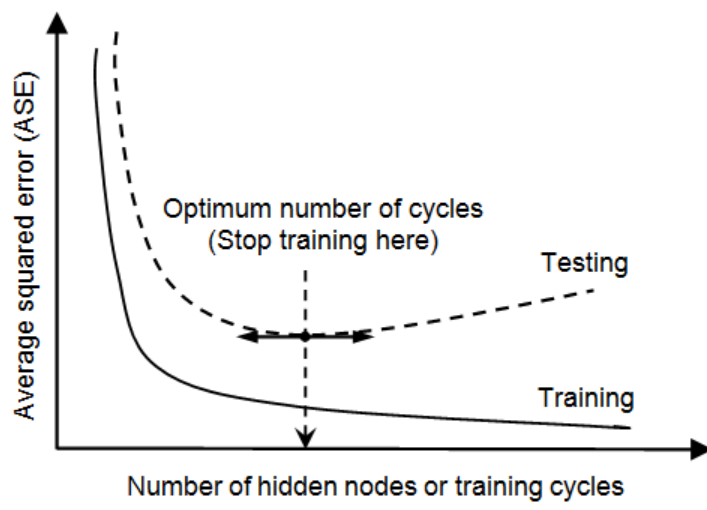 Average squared error (ASE)
Optimum number of cycles
(Stop training here)
Testing
Training
Number of hidden nodes or training cycles